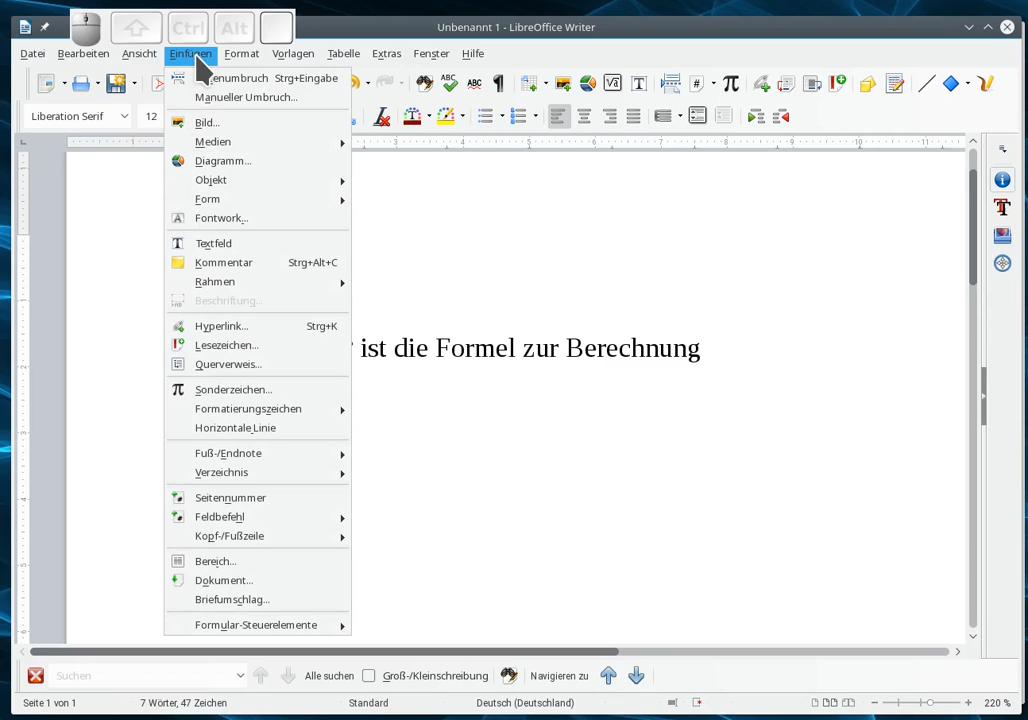 Ctrl Alt
Unbenannt 1 - LibreOffice Writer
Datei Bearbeiten Ansicht Einfügen Format Vorlagen Tabelle Extras Fenster Hilfe
Strg+Eingabe
Manueller Umbruch...
Liberation Serif 12
Bild...
Medien
Diagramm...
Objekt
Form
Fontwork...
Textfeld
Kommentar Strg+Alt+C
Rahmen
Beschriftung...
Hyperlink... Strg+K
Lesezeichen...
ist die Formel zur Berechnung
Querverweis...
Sonderzeichen...
Formatierungszeichen
Horizontale Linie
Fuß-/Endnote
Verzeichnis
Seitennummer
Feldbefehl
Kopf-/Fußzeile
Bereich...
Dokument...
Briefumschlag...
Formular-Steuerelemente
Suchen Alle suchen Groß-/Kleinschreibung Navigieren zu
Seite 1 von 1 7 Wörter, 47 Zeichen Standard Deutsch (Deutschland) 220 %